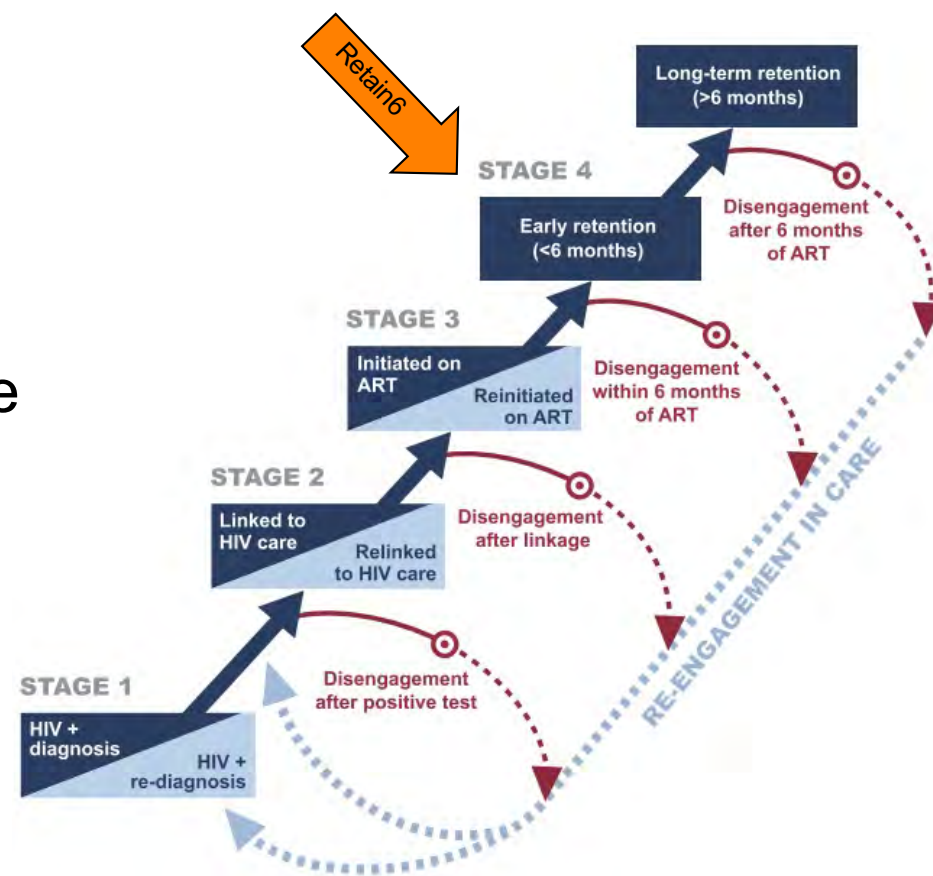 Retain6
Long-term retention
(>6 months)
STAGE 4
Disengagement
after 6 months
of ART
Early retention
(<6 months)
STAGE 3
Initiated on
ART
Reinitiated
on ART
Disengagement
within 6 months
of ART
e
STAGE 2
Linked to
HIV care
Relinked
to HIV care
Disengagement
after linkage
RE-ENGAGEMENT IN CARE
STAGE 1
HIV +
diagnosis
HIV +
re-diagnosis
Disengagement
after positive test